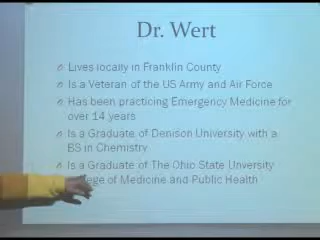 Dr. Wert
Lives locally in Franklin County
Is a Veteran of the US Army and Air Force
Has been practicing Emergency Medicine for
over 14 years
Is a Graduate of Denison University with a
BS in Chemistry
Is a Graduate of The Ohio State Unversity
of Medicine and Public Health